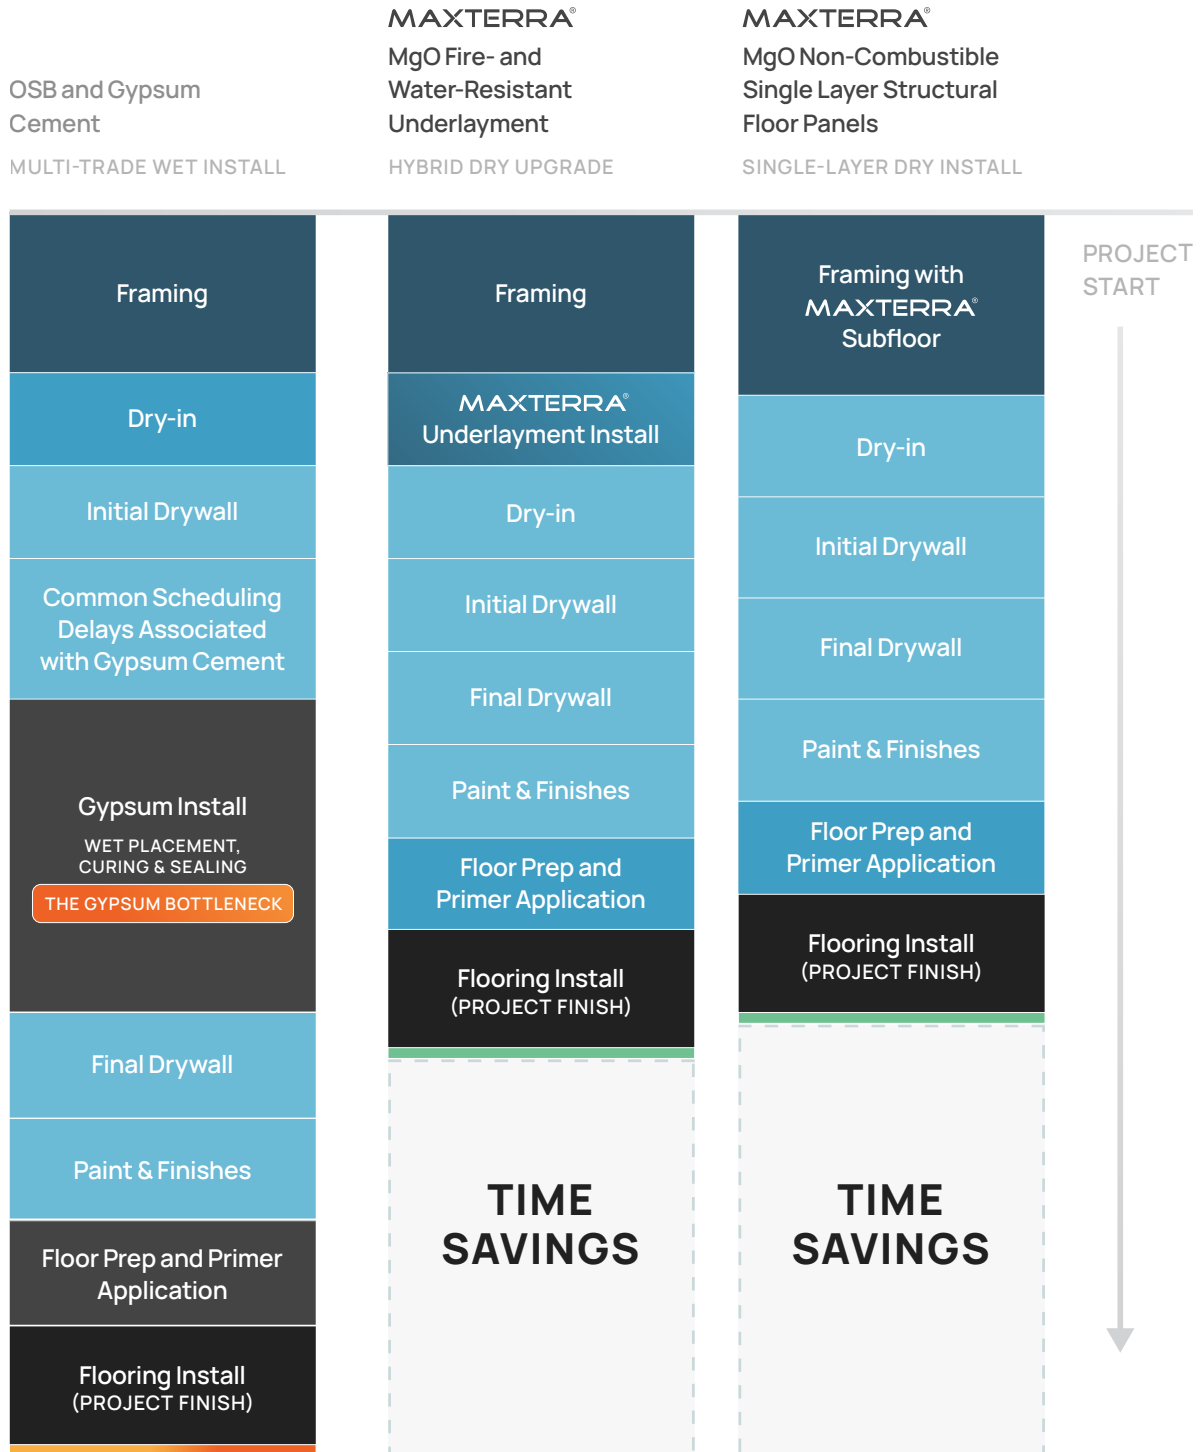 OSB and Gypsum
Cement
MULTI-TRADE WET INSTALL
MAXTERRA®
MgO Fire- and
Water-Resistant
Underlayment
HYBRID DRY UPGRADE
MAXTERRA®
MgO Non-Combustible
Single Layer Structural
Floor Panels
SINGLE-LAYER DRY INSTALL
Framing
Dry-in
Initial Drywall
Common Scheduling
Delays Associated
with Gypsum Cement
Gypsum Install
WET PLACEMENT,
CURING & SEALING
THE GYPSUM BOTTLENECK
Final Drywall
Paint & Finishes
Floor Prep and Primer
Application
Flooring Install
(PROJECT FINISH)
Framing
MAXTERRA®
Underlayment Install
Dry-in
Initial Drywall
Final Drywall
Paint & Finishes
Floor Prep and
Primer Application
Flooring Install
(PROJECT FINISH)
TIME
SAVINGS
Framing with
MAXTERRA®
Subfloor
Dry-in
Initial Drywall
Final Drywall
Paint & Finishes
Floor Prep and
Primer Application
Flooring Install
(PROJECT FINISH)
TIME
SAVINGS
PROJECT
START